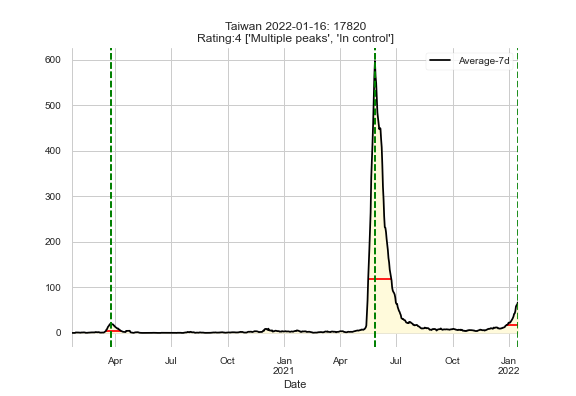 Taiwan 2022-01-16: 17820
Rating:4 ['Multiple peaks', 'In control']
Average-7d
600
500
400
300
200
100
0
Apr
Jul
Oct
Jan
2021
Apr
Jul
Oct
Jan
2022
Date